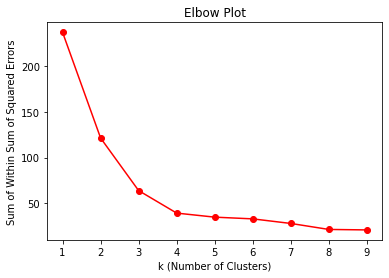 Elbow Plot
Sum of Within Sum of Squared Errors
200
150
100
50
1 2 3 4 5 6 7 8 9
k (Number of Clusters)